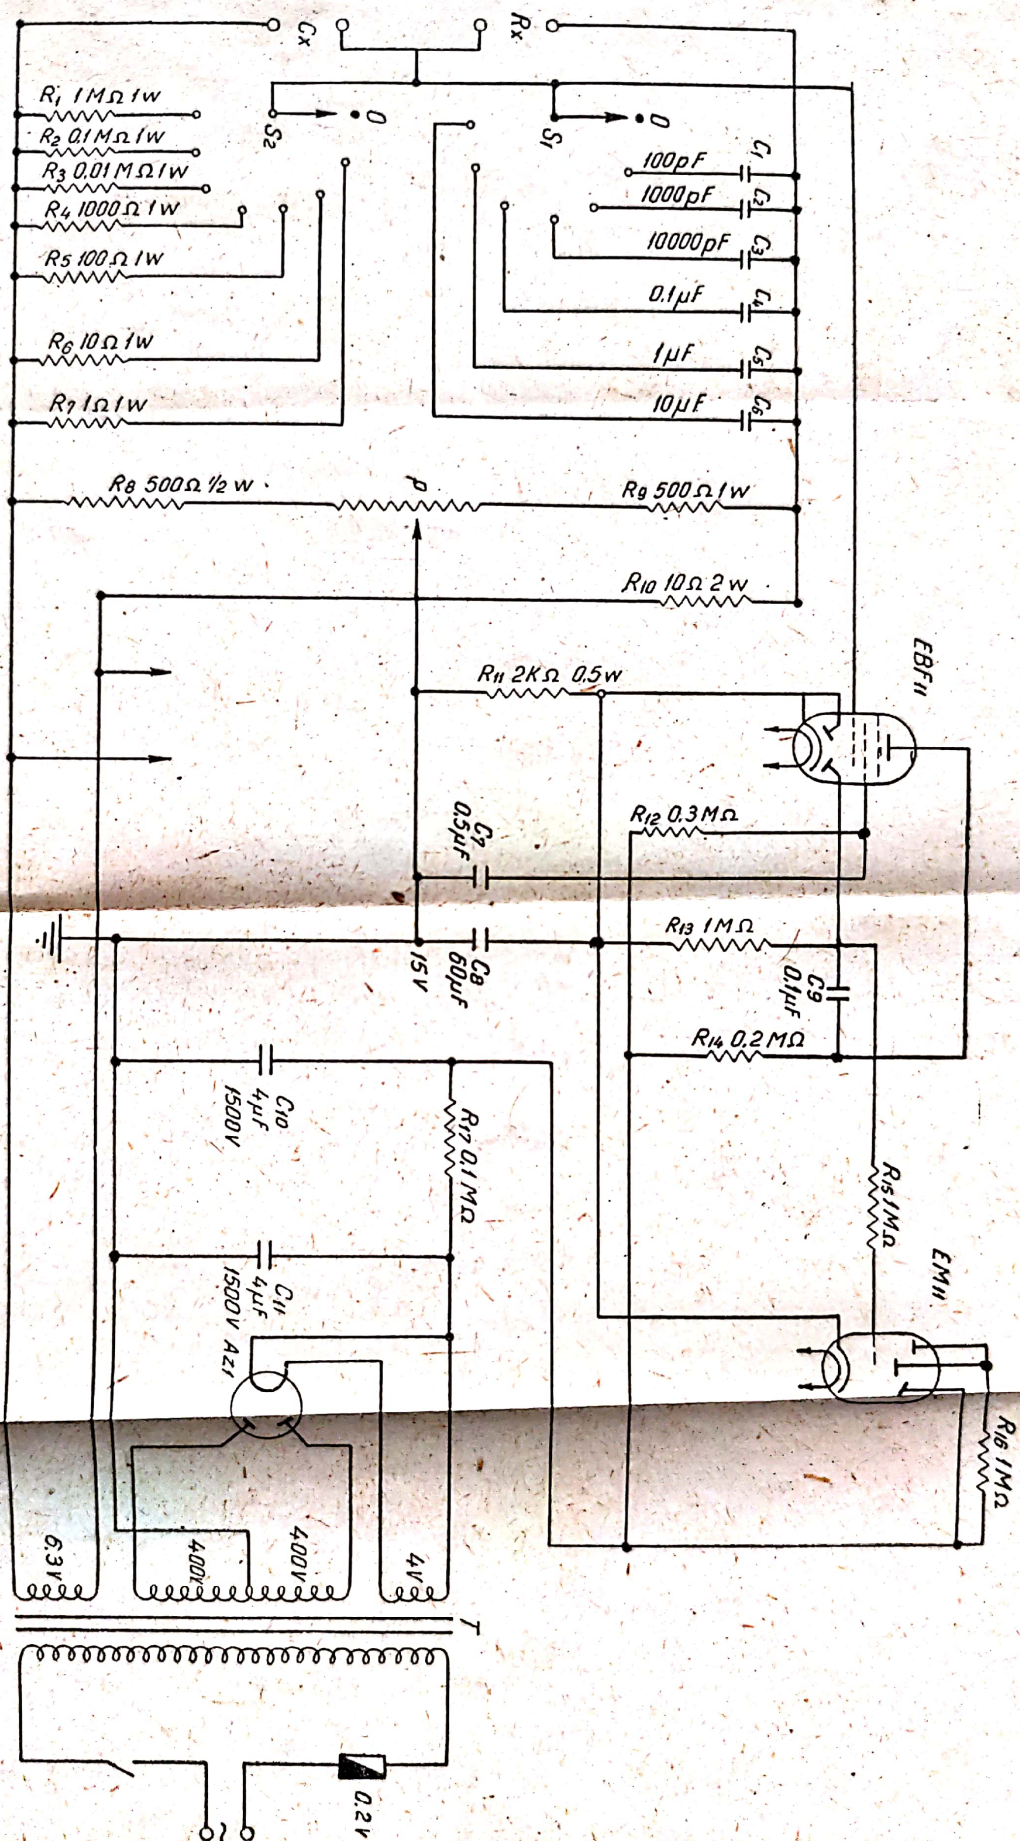 Cx
Rx
R1 1MΩ 1w
R2 0.1MΩ 1w
R3 0.01MΩ 1w
R4 1000Ω 1w
R5 100Ω 1w
R6 10Ω 1w
R7 1Ω 1w
S2
0
S1
0
100pF C1
1000pF C2
10000pF C3
0.1µF C4
1µF C5
10µF C6
R8 500Ω ½ w
P
R9 500Ω 1w
R10 10Ω 2w
R11 2KΩ 0.5w
EBF11
R12 0.3MΩ
C7
0.5µF
R13 1MΩ
C8
60µF
15V
C9
0.1µF
R14 0.2MΩ
C10
4µF
1500V
R17 0.1MΩ
R15 1MΩ
C11
4µF
1500V
AZ1
EM11
R16 1MΩ
6.3V
400V
400V
4V
T
0.2V
~